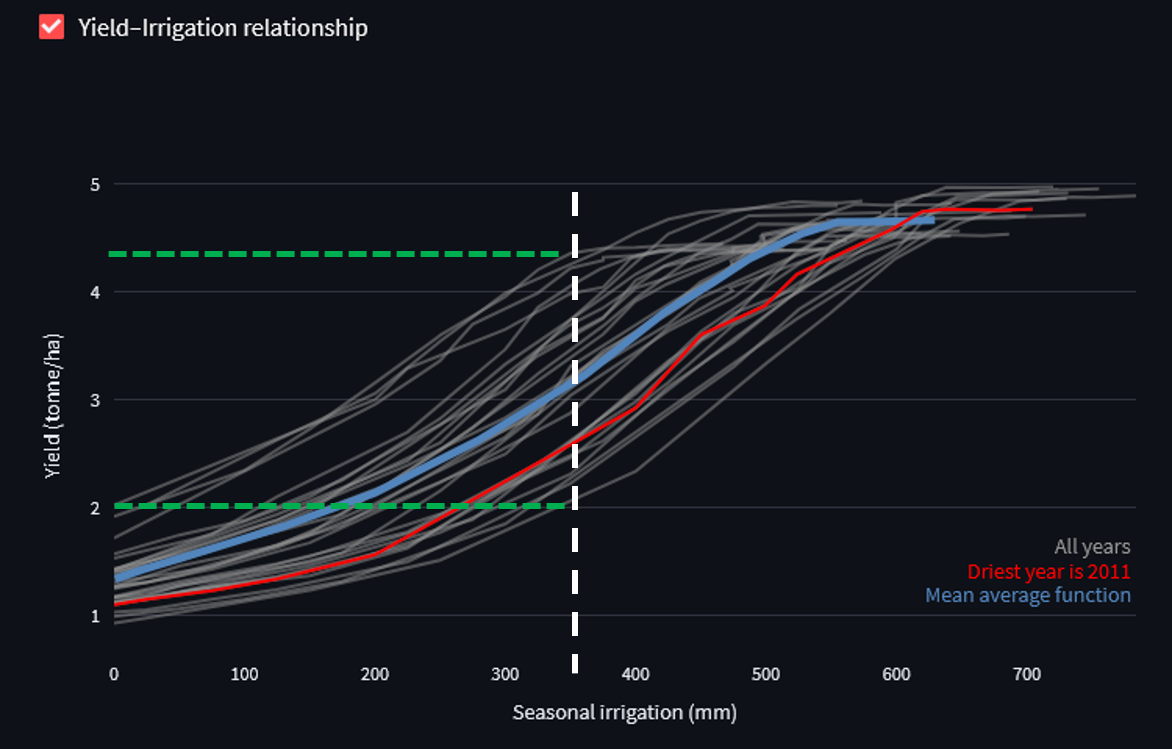 Yield–Irrigation relationship
5
4
3
2
1
Yield (tonne/ha)
All years
Driest year is 2011
Mean average function
0 100 200 300 400 500 600 700
Seasonal irrigation (mm)